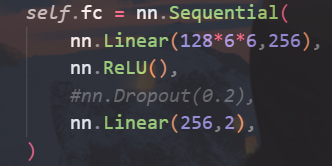 self.fc = nn.Sequential(
nn.Linear(128*6*6,256),
nn.ReLU(),
#nn.Dropout(0.2),
nn.Linear(256,2),
)